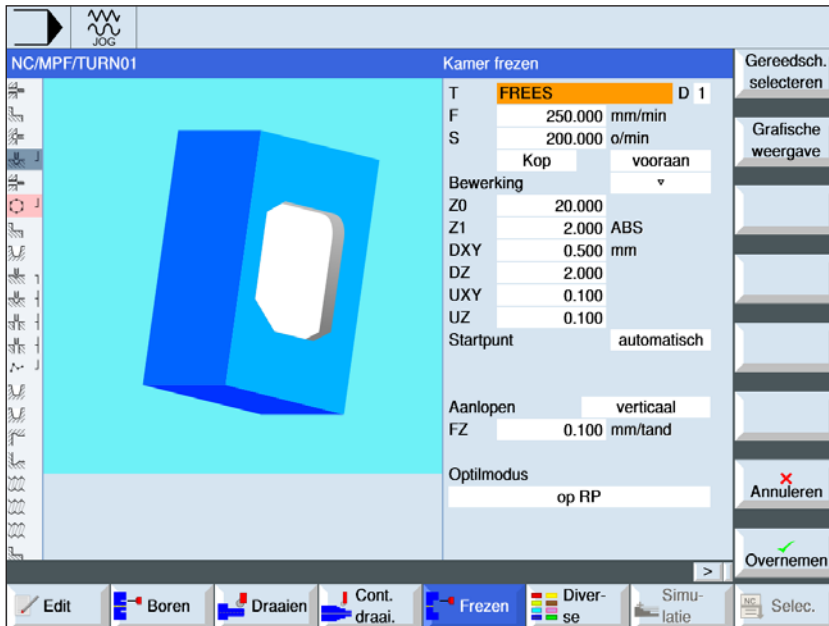 JOG
NC/MPF/TURN01 Kamer frezen
Gereedsch.
selecteren
T FREES D 1
F 250.000 mm/min
S 200.000 o/min
Grafische
weergave
Kop vooraan
Bewerking ▿
Z0 20.000
Z1 2.000 ABS
DXY 0.500 mm
DZ 2.000
UXY 0.100
UZ 0.100
Startpunt automatisch
Aanlopen verticaal
FZ 0.100 mm/tand
Optilmodus
op RP
Annuleren
Overnemen
>
Edit
Boren
Draaien
Cont.
draai.
Frezen
Diver-
se
Simu-
latie
NC
Selec.